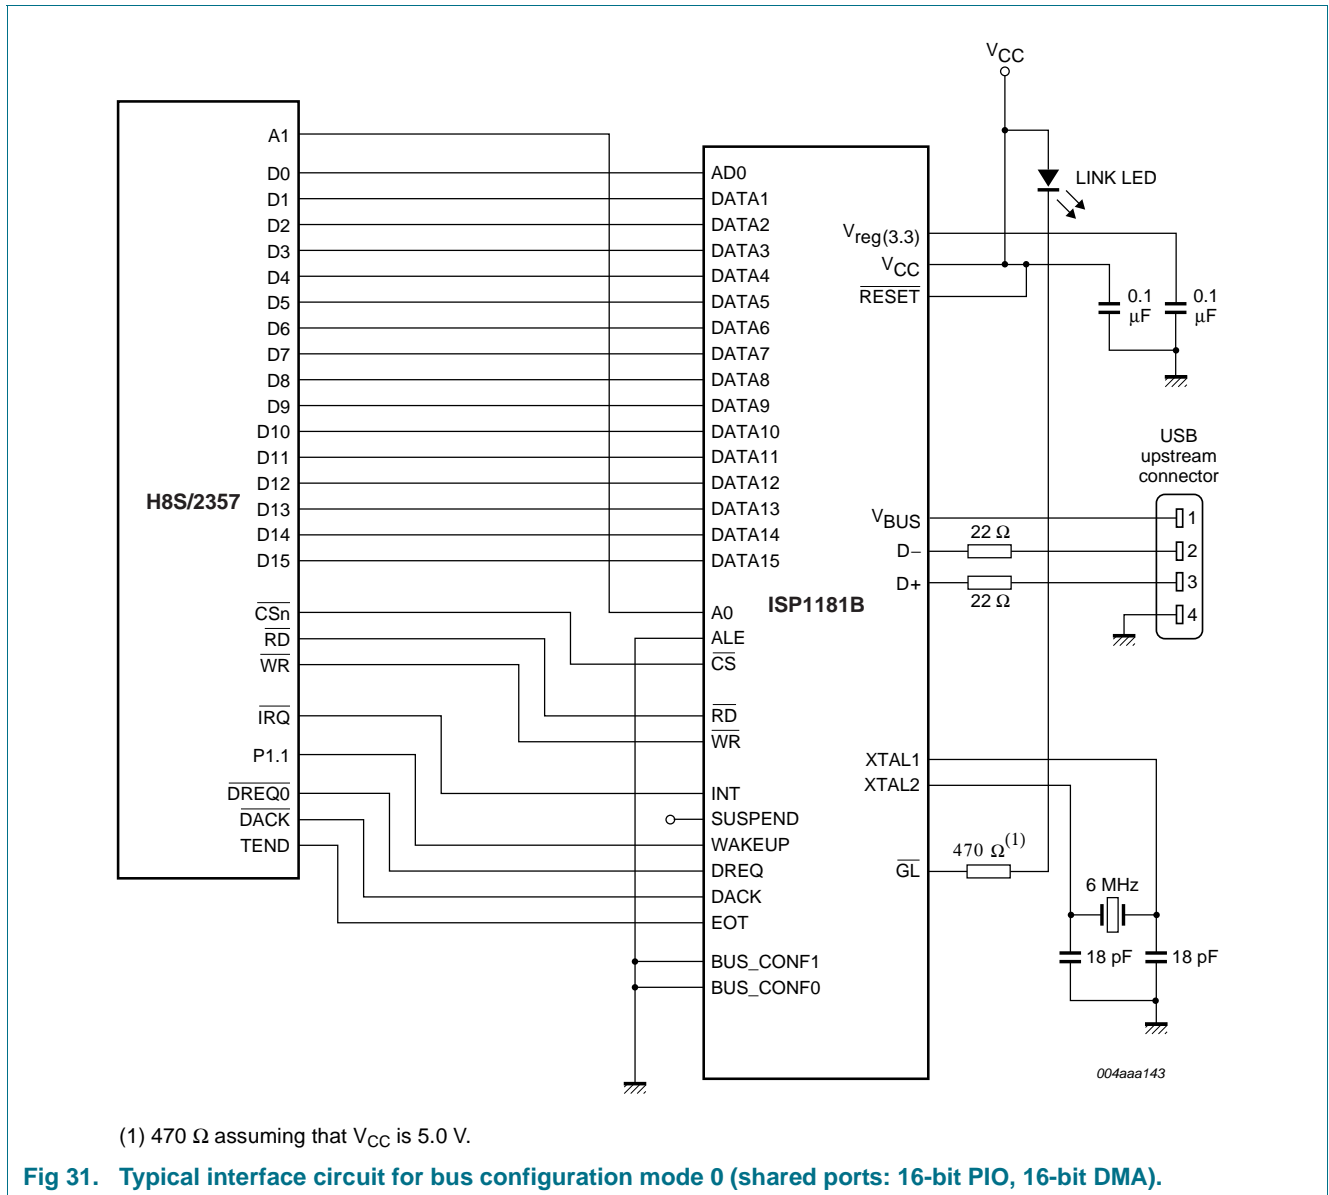 VCC
A1
D0
D1
D2
D3
D4
D5
D6
D7
D8
D9
D10
D11
D12
D13
D14
D15
H8S/2357
CSn
RD
WR
IRQ
P1.1
DREQ0
DACK
TEND
AD0
DATA1
DATA2
DATA3
DATA4
DATA5
DATA6
DATA7
DATA8
DATA9
DATA10
DATA11
DATA12
DATA13
DATA14
DATA15
ISP1181B
A0
ALE
CS
RD
WR
INT
SUSPEND
WAKEUP
DREQ
DACK
EOT
BUS_CONF1
BUS_CONF0
LINK LED
Vreg(3.3)
VCC
RESET
0.1
μF
0.1
μF
USB
upstream
connector
VBUS
D−
D+
22 Ω
22 Ω
1
2
3
4
XTAL1
XTAL2
GL
470 Ω(1)
6 MHz
18 pF
18 pF
004aaa143
(1) 470 Ω assuming that VCC is 5.0 V.
Fig 31. Typical interface circuit for bus configuration mode 0 (shared ports: 16-bit PIO, 16-bit DMA).